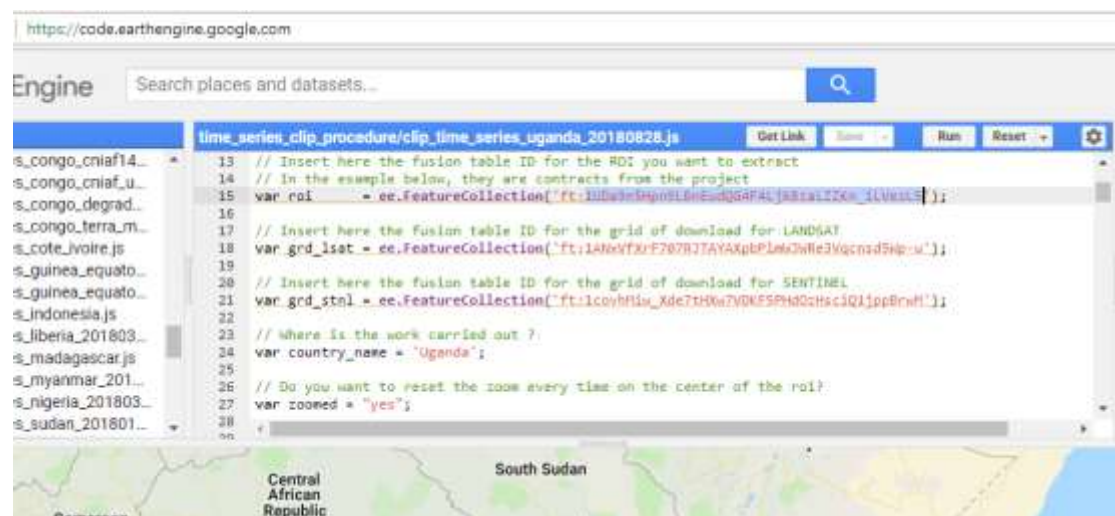 https://code.earthengine.google.com
Engine
Search places and datasets...
time_series_clip_procedure/clip_time_series_uganda_20180828.js
Get Link
Save
Run
Reset
s_congo_cniaf14...
s_congo_cniaf_u...
s_congo_degrad...
s_congo_terra_m...
s_cote_ivoire.js
s_guinea_equato...
s_guinea_equato...
s_indonesia.js
s_liberia_201803...
s_madagascar.js
s_myanmar_201...
s_nigeria_201803...
s_sudan_201801...
13 // Insert here the fusion table ID for the ROI you want to extract
14 // In the example below, they are contracts from the project
15 var roi = ee.FeatureCollection('ft:
16
17 // Insert here the fusion table ID for the grid of download for LANDSAT
18 var grd_lsat = ee.FeatureCollection('ft:
19
20 // Insert here the fusion table ID for the grid of download for SENTINEL
21 var grd_stnl = ee.FeatureCollection('ft:
22
23 // Where is the work carried out ?
24 var country_name = 'Uganda';
25
26 // Do you want to reset the zoom every time on the center of the roi?
27 var zoomed = "yes";
28
29
South Sudan
Central
African
Republic